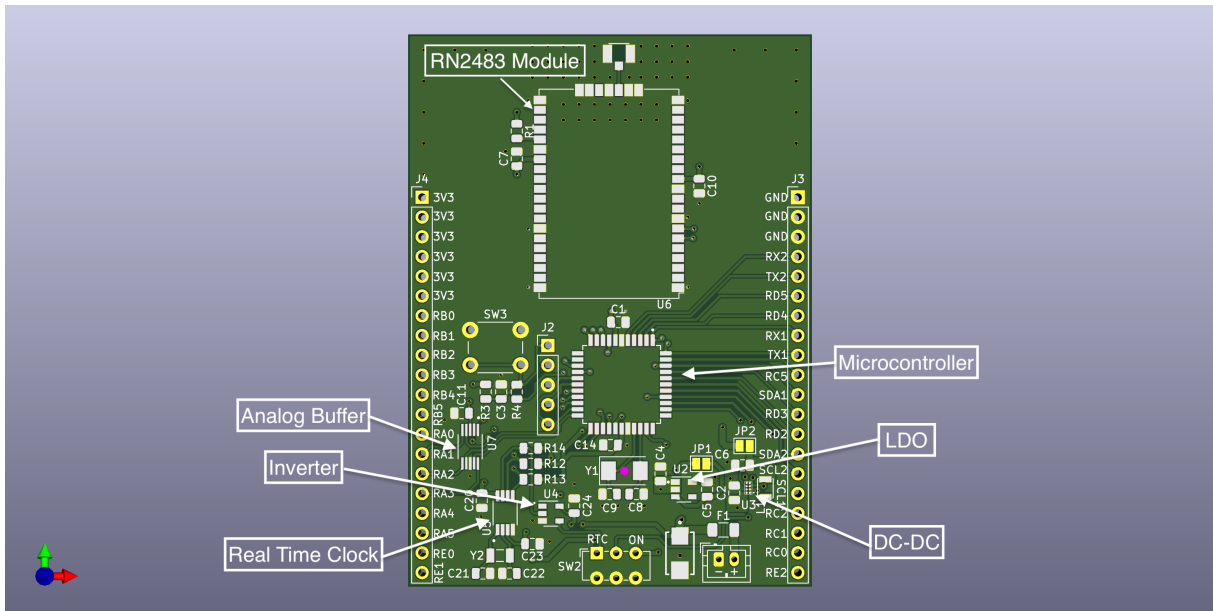 RN2483 Module
R1
C7
C10
J4
J3
3V3
GND
3V3
GND
3V3
GND
3V3
RX2
3V3
TX2
3V3
RD5
U6
C1
RB0
RD4
SW3
J2
RB1
RX1
RB2
TX1
Microcontroller
RB3
RC5
RB4
SDA1
C11
R3
C3
R4
RB5
RD3
Analog Buffer
RA0
U7
RD2
JP2
LDO
RA1
R14
C14
C4
JP1
C6
SDA2
Inverter
R12
Y1
U2
RA2
SCL2
R13
RA3
C20
U4
C24
C9
C8
C5
C2
U3
SCL1
RA4
RC2
F1
RA5
RC1
Real Time Clock
C23
RTC
ON
DC-DC
RE0
Y2
SW2
RC0
RE1
C21
C22
- +
RE2